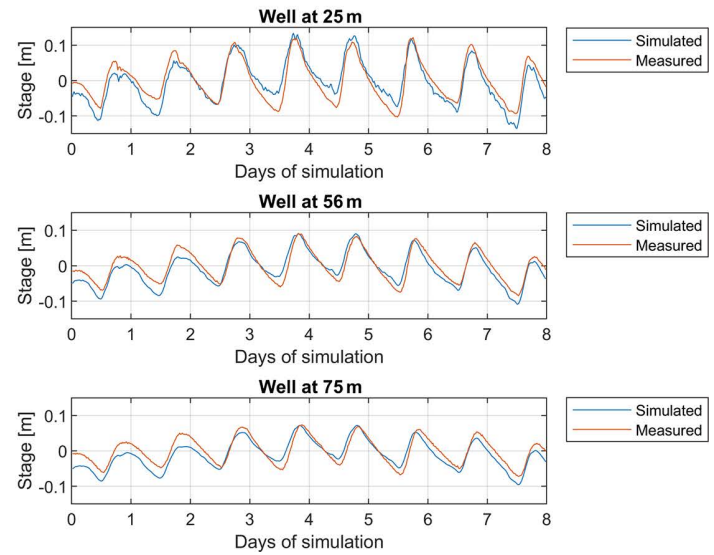 Well at 25 m
Stage [m]
0.1
0
-0.1
0 1 2 3 4 5 6 7 8
Days of simulation
Simulated
Measured
Well at 56 m
Stage [m]
0.1
0
-0.1
0 1 2 3 4 5 6 7 8
Days of simulation
Simulated
Measured
Well at 75 m
Stage [m]
0.1
0
-0.1
0 1 2 3 4 5 6 7 8
Days of simulation
Simulated
Measured